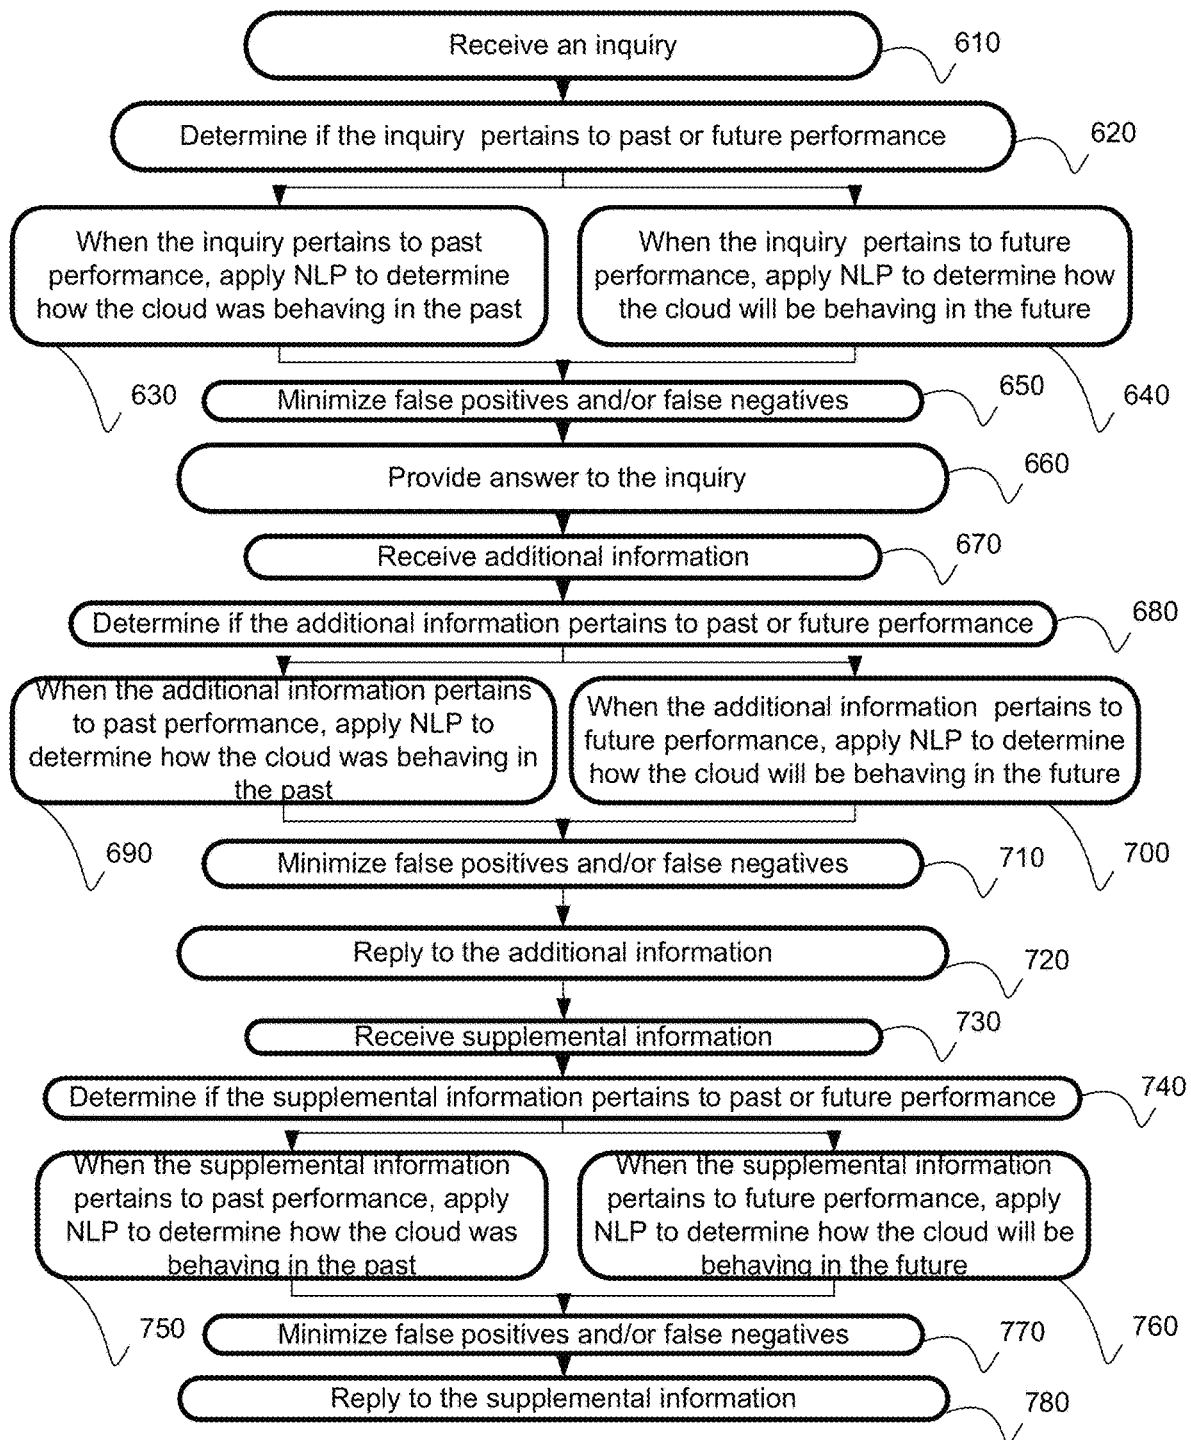 Receive an inquiry
610
Determine if the inquiry pertains to past or future performance
620
When the inquiry pertains to past
performance, apply NLP to determine
how the cloud was behaving in the past
630
When the inquiry pertains to future
performance, apply NLP to determine how
the cloud will be behaving in the future
640
Minimize false positives and/or false negatives
650
Provide answer to the inquiry
660
Receive additional information
670
Determine if the additional information pertains to past or future performance
680
When the additional information pertains
to past performance, apply NLP to
determine how the cloud was behaving in
the past
690
When the additional information pertains to
future performance, apply NLP to determine
how the cloud will be behaving in the future
700
Minimize false positives and/or false negatives
710
Reply to the additional information
720
Receive supplemental information
730
Determine if the supplemental information pertains to past or future performance
740
When the supplemental information
pertains to past performance, apply
NLP to determine how the cloud was
behaving in the past
750
When the supplemental information
pertains to future performance, apply
NLP to determine how the cloud will be
behaving in the future
760
Minimize false positives and/or false negatives
770
Reply to the supplemental information
780